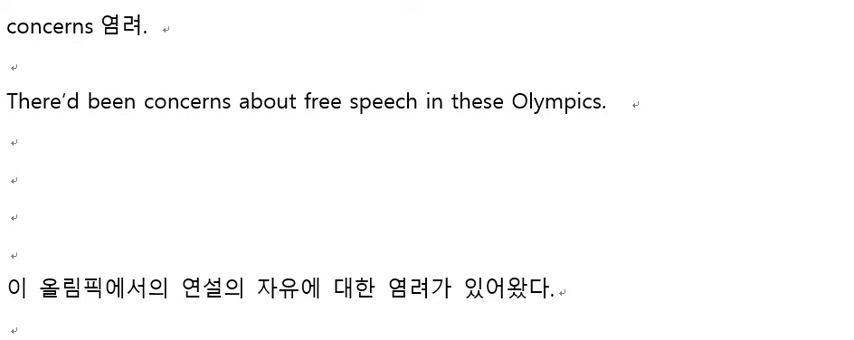 concerns 염려.
There’d been concerns about free speech in these Olympics.
이 올림픽에서의 연설의 자유에 대한 염려가 있어왔다.